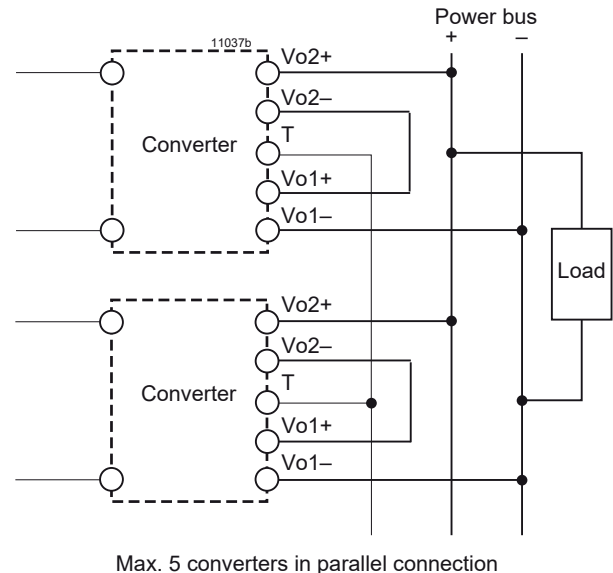 Power bus
+ –
11037b
Vo2+
Vo2–
T
Converter
Vo1+
Vo1–
Load
Vo2+
Vo2–
T
Converter
Vo1+
Vo1–
Max. 5 converters in parallel connection